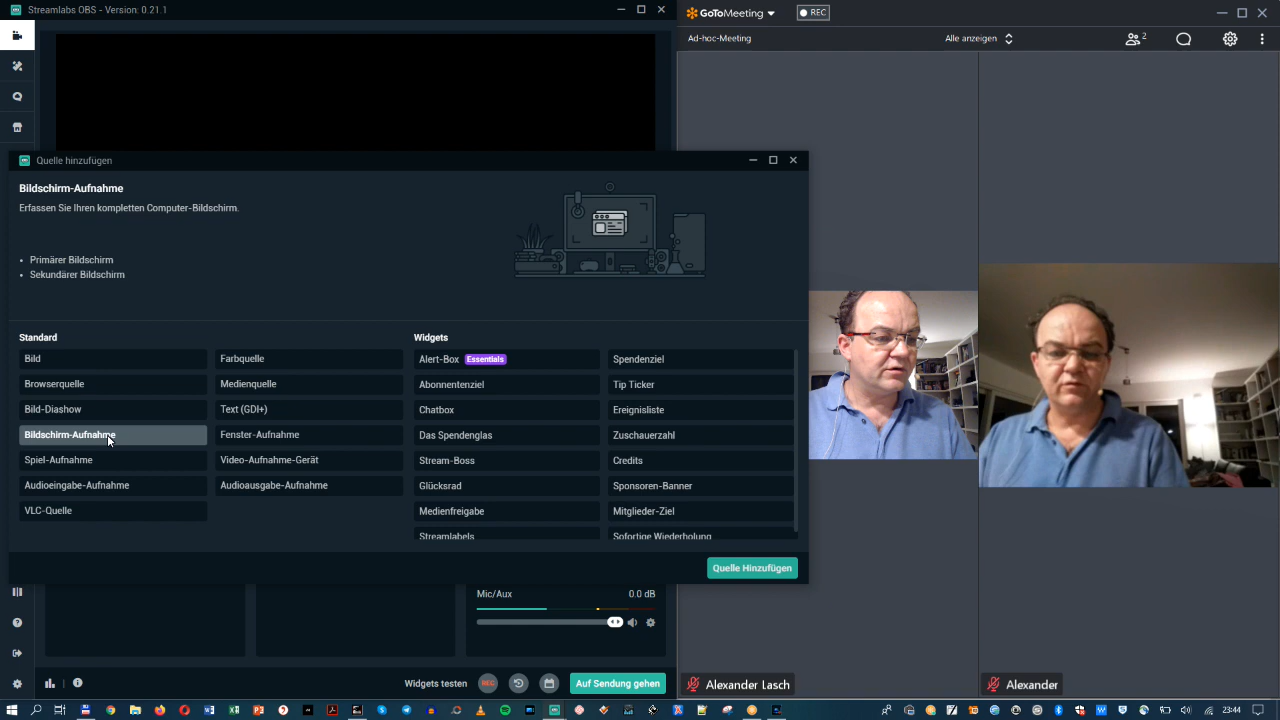 Streamlabs OBS - Version: 0.21.1
Quelle hinzufügen
Bildschirm-Aufnahme
Erfassen Sie Ihren kompletten Computer-Bildschirm.
Primärer Bildschirm
Sekundärer Bildschirm
Standard
Bild
Farbquelle
Browserquelle
Medienquelle
Bild-Diashow
Text (GDI+)
Bildschirm-Aufnahme
Fenster-Aufnahme
Spiel-Aufnahme
Video-Aufnahme-Gerät
Audioeingabe-Aufnahme
Audioausgabe-Aufnahme
VLC-Quelle
Widgets
Alert-Box Essentials
Spendenziel
Abonnentenziel
Tip Ticker
Chatbox
Ereignisliste
Das Spendenglas
Zuschauerzahl
Stream-Boss
Credits
Glücksrad
Sponsoren-Banner
Medienfreigabe
Mitglieder-Ziel
Streamlabels
Sofortige Wiederholung
Quelle Hinzufügen
Mic/Aux 0.0 dB
Widgets testen REC Auf Sendung gehen
GoToMeeting REC
Ad-hoc-Meeting Alle anzeigen 2
Alexander Lasch
Alexander
23:44